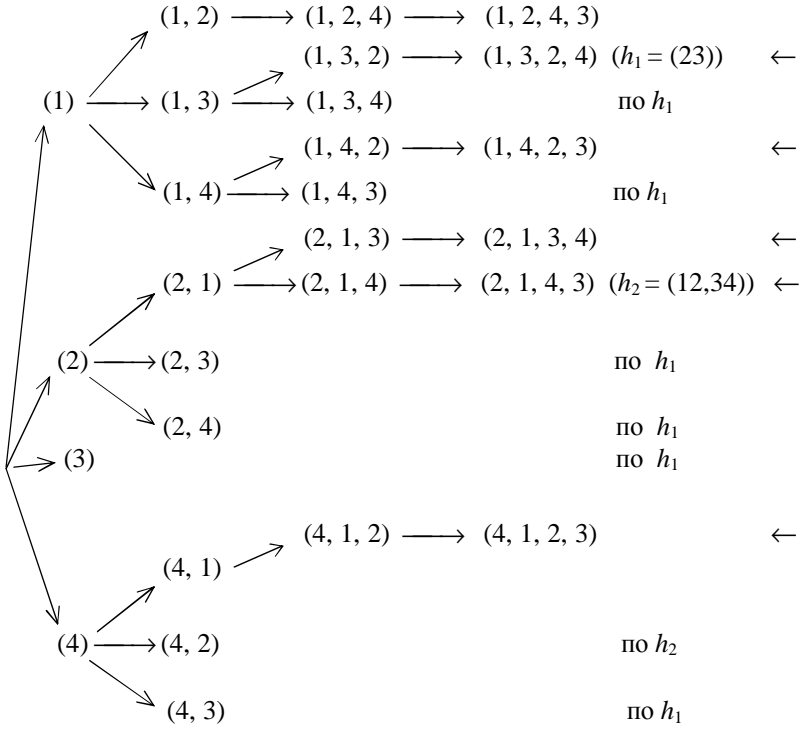 (1, 2) → (1, 2, 4) → (1, 2, 4, 3)
(1, 3, 2) → (1, 3, 2, 4) (h₁ = (23)) ←
(1) → (1, 3) → (1, 3, 4) по h₁
(1, 4, 2) → (1, 4, 2, 3) ←
(1, 4) → (1, 4, 3) по h₁
(2, 1, 3) → (2, 1, 3, 4) ←
(2, 1) → (2, 1, 4) → (2, 1, 4, 3) (h₂ = (12,34)) ←
(2) → (2, 3) по h₁
(2, 4) по h₁
(3) по h₁
(4, 1, 2) → (4, 1, 2, 3) ←
(4, 1)
(4) → (4, 2) по h₂
(4, 3) по h₁